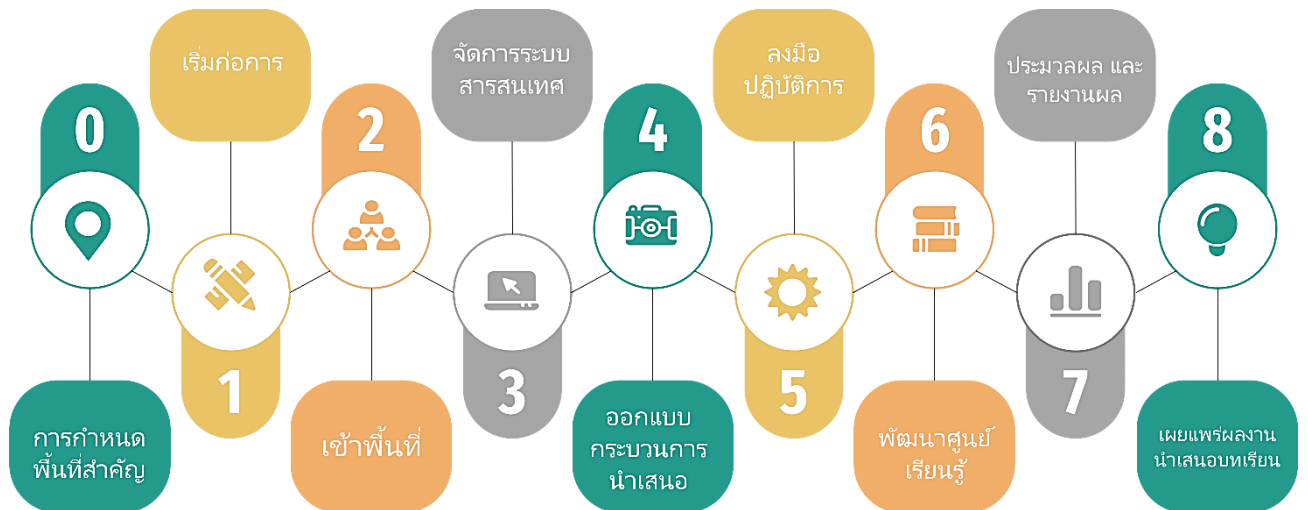 0
การกำหนด
พื้นที่สำคัญ
เริ่มก่อการ
1
2
เข้าพื้นที่
จัดการระบบ
สารสนเทศ
3
4
ออกแบบ
กระบวนการ
นำเสนอ
ลงมือ
ปฏิบัติการ
5
6
พัฒนาศูนย์
เรียนรู้
ประมวลผล และ
รายงานผล
7
8
เผยแพร่ผลงาน
นำเสนอบทเรียน